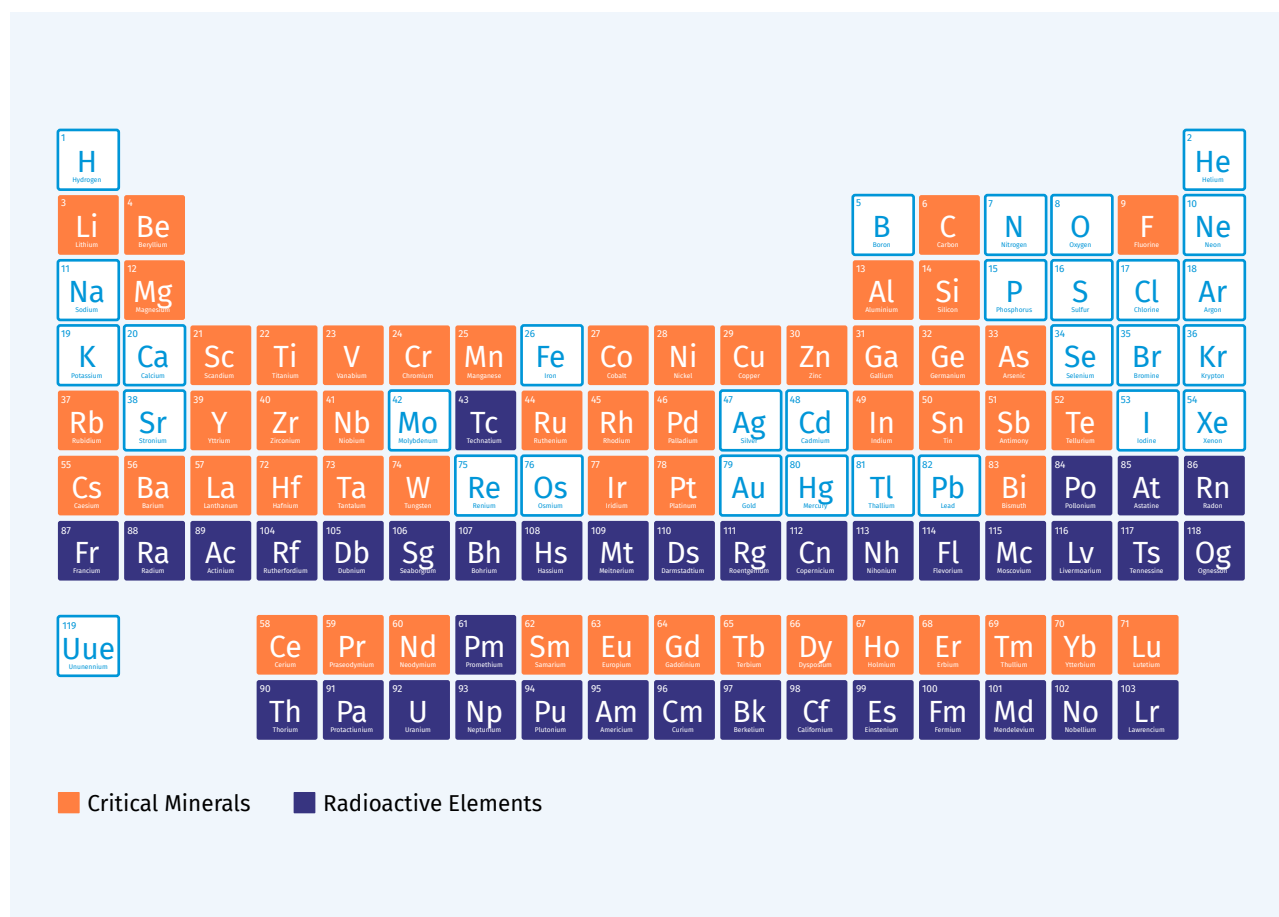 1 2
H He
Hydrogen Helium
3 4 5 6 7 8 9 10
Li Be B C N O F Ne
Lithium Beryllium Boron Carbon Nitrogen Oxygen Fluorine Neon
11 12 13 14 15 16 17 18
Na Mg Al Si P S Cl Ar
Sodium Magnesium Aluminium Silicon Phosphorus Sulfur Chlorine Argon
19 20 21 22 23 24 25 26 27 28 29 30 31 32 33 34 35 36
K Ca Sc Ti V Cr Mn Fe Co Ni Cu Zn Ga Ge As Se Br Kr
Potassium Calcium Scandium Titanium Vanabium Chromium Manganese Iron Cobalt Nickel Copper Zinc Gallium Germanium Arsenic Selenium Bromine Krypton
37 38 39 40 41 42 43 44 45 46 47 48 49 50 51 52 53 54
Rb Sr Y Zr Nb Mo Tc Ru Rh Pd Ag Cd In Sn Sb Te I Xe
Rubidium Stronium Yttrium Zirconium Niobium Molybdenum Technatium Ruthenium Rhodium Palladium Silver Cadmium Indium Tin Antimony Tellurium Iodine Xenon
55 56 57 72 73 74 75 76 77 78 79 80 81 82 83 84 85 86
Cs Ba La Hf Ta W Re Os Ir Pt Au Hg Tl Pb Bi Po At Rn
Caesium Barium Lanthanum Hafnium Tantalum Tungsten Renium Osmium Iridium Platinum Gold Mercury Thallium Lead Bismuth Pollonium Astatine Radon
87 88 89 104 105 106 107 108 109 110 111 112 113 114 115 116 117 118
Fr Ra Ac Rf Db Sg Bh Hs Mt Ds Rg Cn Nh Fl Mc Lv Ts Og
Francium Radium Actinium Rutherfordium Dubnium Seaborgium Bohrium Hassium Meitnerium Darmstadtium Roentgenium Copernicium Nihonium Flevorium Moscovium Livermoarium Tennessine Ognesson
119 58 59 60 61 62 63 64 65 66 67 68 69 70 71
Uue Ce Pr Nd Pm Sm Eu Gd Tb Dy Ho Er Tm Yb Lu
Ununennium Cerium Praseodymium Neodymium Promethium Samarium Europium Gadolinium Terbium Dysposium Holmium Erbium Thullium Ytterbium Lutetium
90 91 92 93 94 95 96 97 98 99 100 101 102 103
Th Pa U Np Pu Am Cm Bk Cf Es Fm Md No Lr
Thorium Protactiunium Uranium Neptunium Plutonium Americium Curium Berkelium Californium Einstenium Fermium Mendelevium Nobellium Lawrencium
Critical Minerals Radioactive Elements